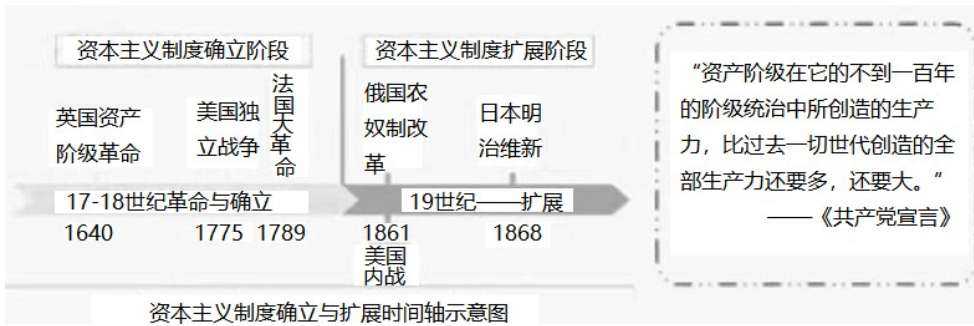 资本主义制度确立阶段
资本主义制度扩展阶段
英国资产
阶级革命
美国独
立战争
法国大革命
俄国农
奴制改
革
日本明
治维新
17-18世纪革命与确立
19世纪——扩展
1640
1775
1789
1861
1868
美国
内战
资本主义制度确立与扩展时间轴示意图
“资产阶级在它的不到一百年
的阶级统治中所创造的生产
力，比过去一切世代创造的全
部生产力还要多，还要大。”
——《共产党宣言》